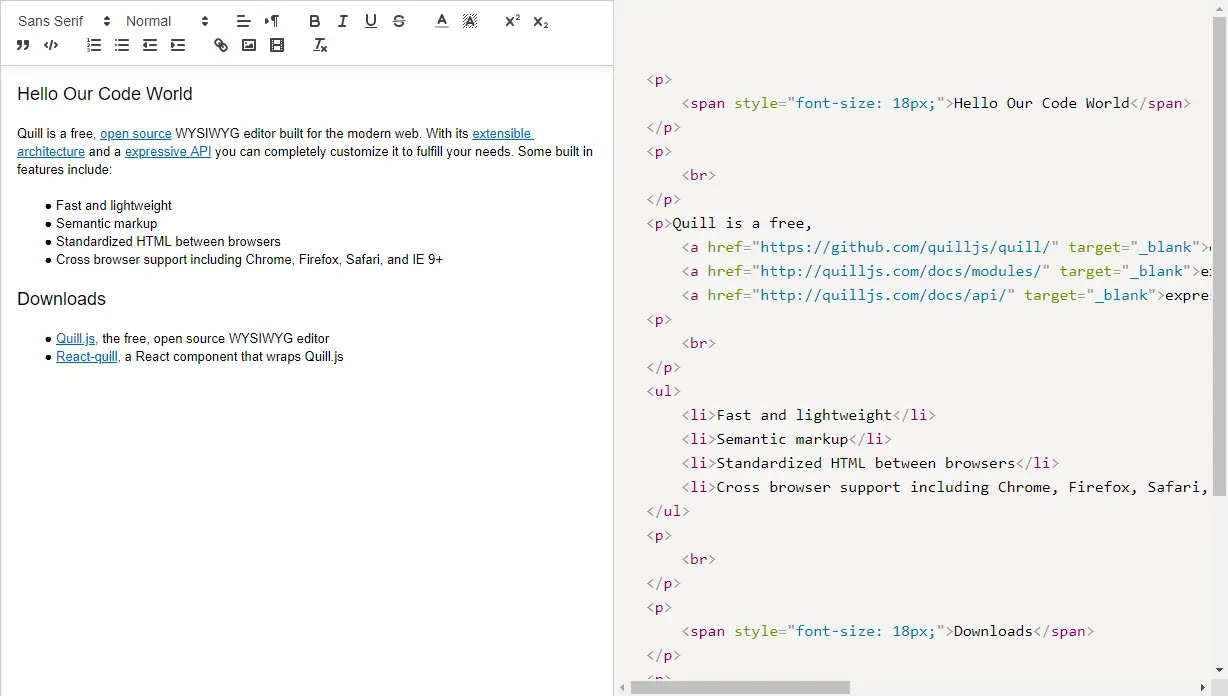 Sans Serif Normal
Hello Our Code World
Quill is a free, open source WYSIWYG editor built for the modern web. With its extensible
architecture and a expressive API you can completely customize it to fulfill your needs. Some built in
features include:
Fast and lightweight
Semantic markup
Standardized HTML between browsers
Cross browser support including Chrome, Firefox, Safari, and IE 9+
Downloads
Quill.js, the free, open source WYSIWYG editor
React-quill, a React component that wraps Quill.js
<p>
<span style="font-size: 18px;">Hello Our Code World</span>
</p>
<p>
<br>
</p>
<p>Quill is a free,
<a href="https://github.com/quilljs/quill/" target="_blank">
<a href="http://quilljs.com/docs/modules/" target="_blank">e
<a href="http://quilljs.com/docs/api/" target="_blank">expre
<p>
<br>
</p>
<ul>
<li>Fast and lightweight</li>
<li>Semantic markup</li>
<li>Standardized HTML between browsers</li>
<li>Cross browser support including Chrome, Firefox, Safari,
</ul>
<p>
<br>
</p>
<p>
<span style="font-size: 18px;">Downloads</span>
</p>